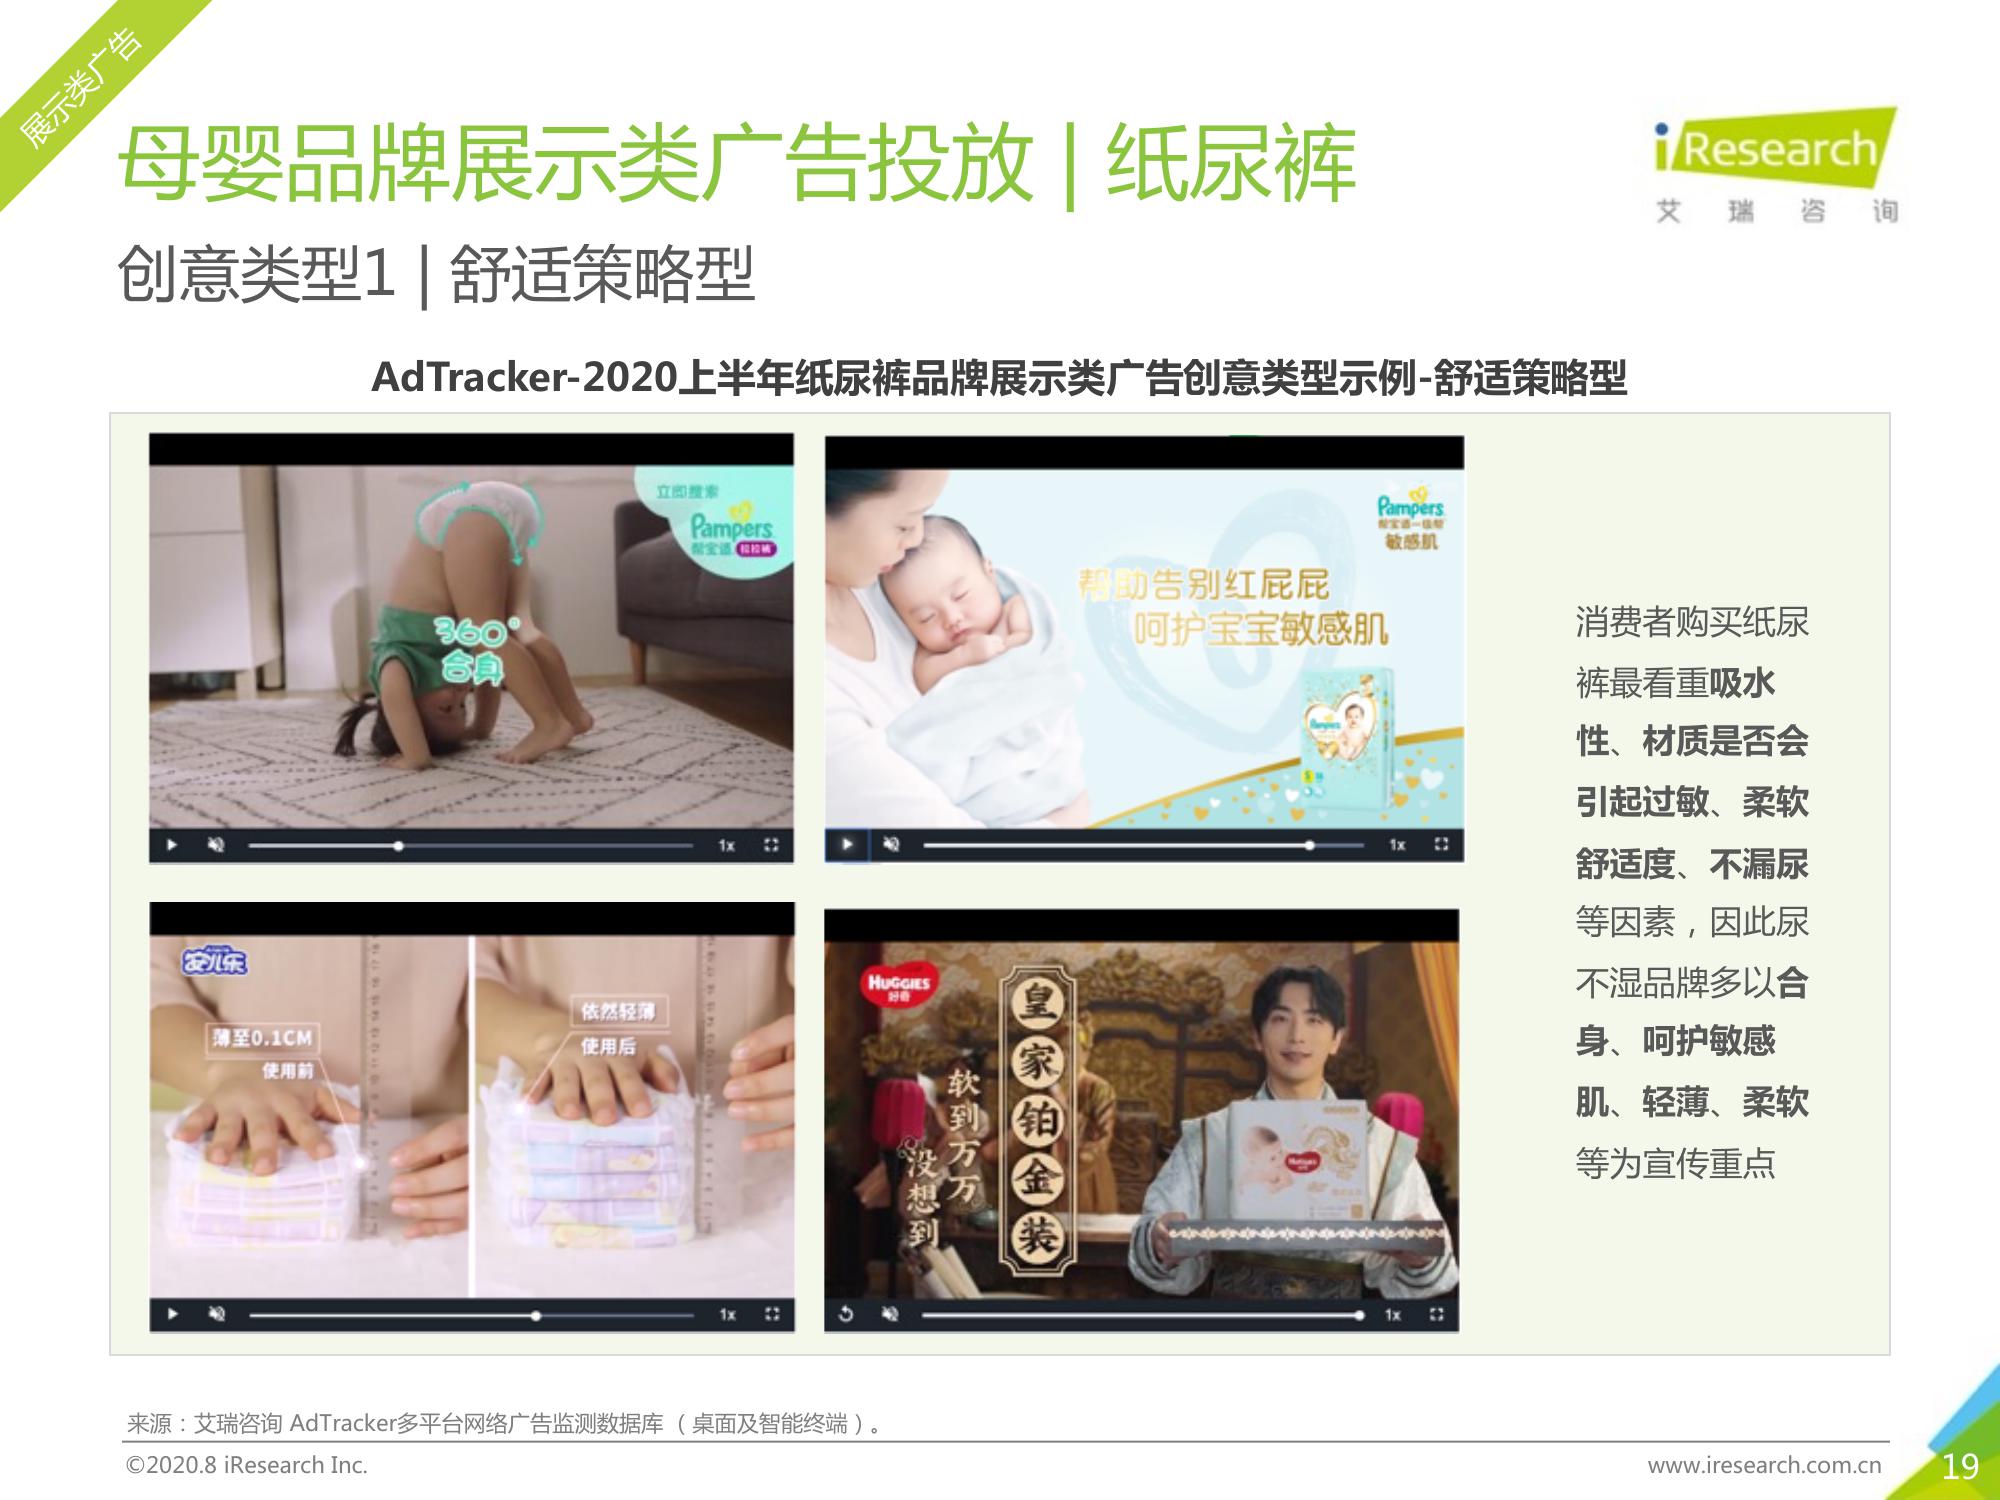 展示类广告
母婴品牌展示类广告投放 | 纸尿裤
iResearch
艾瑞咨询
创意类型1 | 舒适策略型
AdTracker-2020上半年纸尿裤品牌展示类广告创意类型示例-舒适策略型
立即搜索
Pampers
帮宝适 拉拉裤
360°
合身
1x
Pampers
帮宝适一级帮
敏感肌
帮助告别红屁屁
呵护宝宝敏感肌
Pampers
1x
安儿乐
薄至0.1CM
使用前
依然轻薄
使用后
1x
HUGGIES
好奇
皇家铂金装
软到万万
没想到
Huggies
1x
消费者购买纸尿
裤最看重吸水
性、材质是否会
引起过敏、柔软
舒适度、不漏尿
等因素，因此尿
不湿品牌多以合
身、呵护敏感
肌、轻薄、柔软
等为宣传重点
来源：艾瑞咨询 AdTracker多平台网络广告监测数据库 （桌面及智能终端）。
©2020.8 iResearch Inc.
www.iresearch.com.cn
19